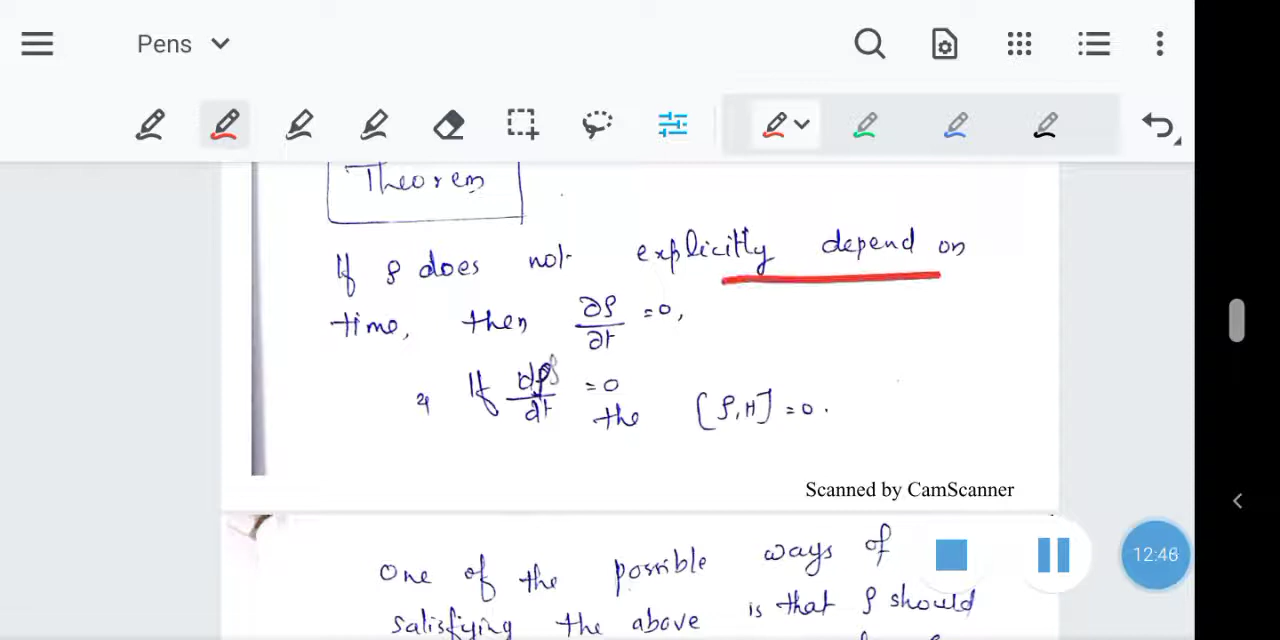 Pens
Theorem
If ρ does not explicitly depend on
time, then ∂ρ/∂t =0,
If dρ/dt =0 the [ρ,H]=0.
Scanned by CamScanner
One of the possible ways of
satisfying the above is that ρ should
12:46